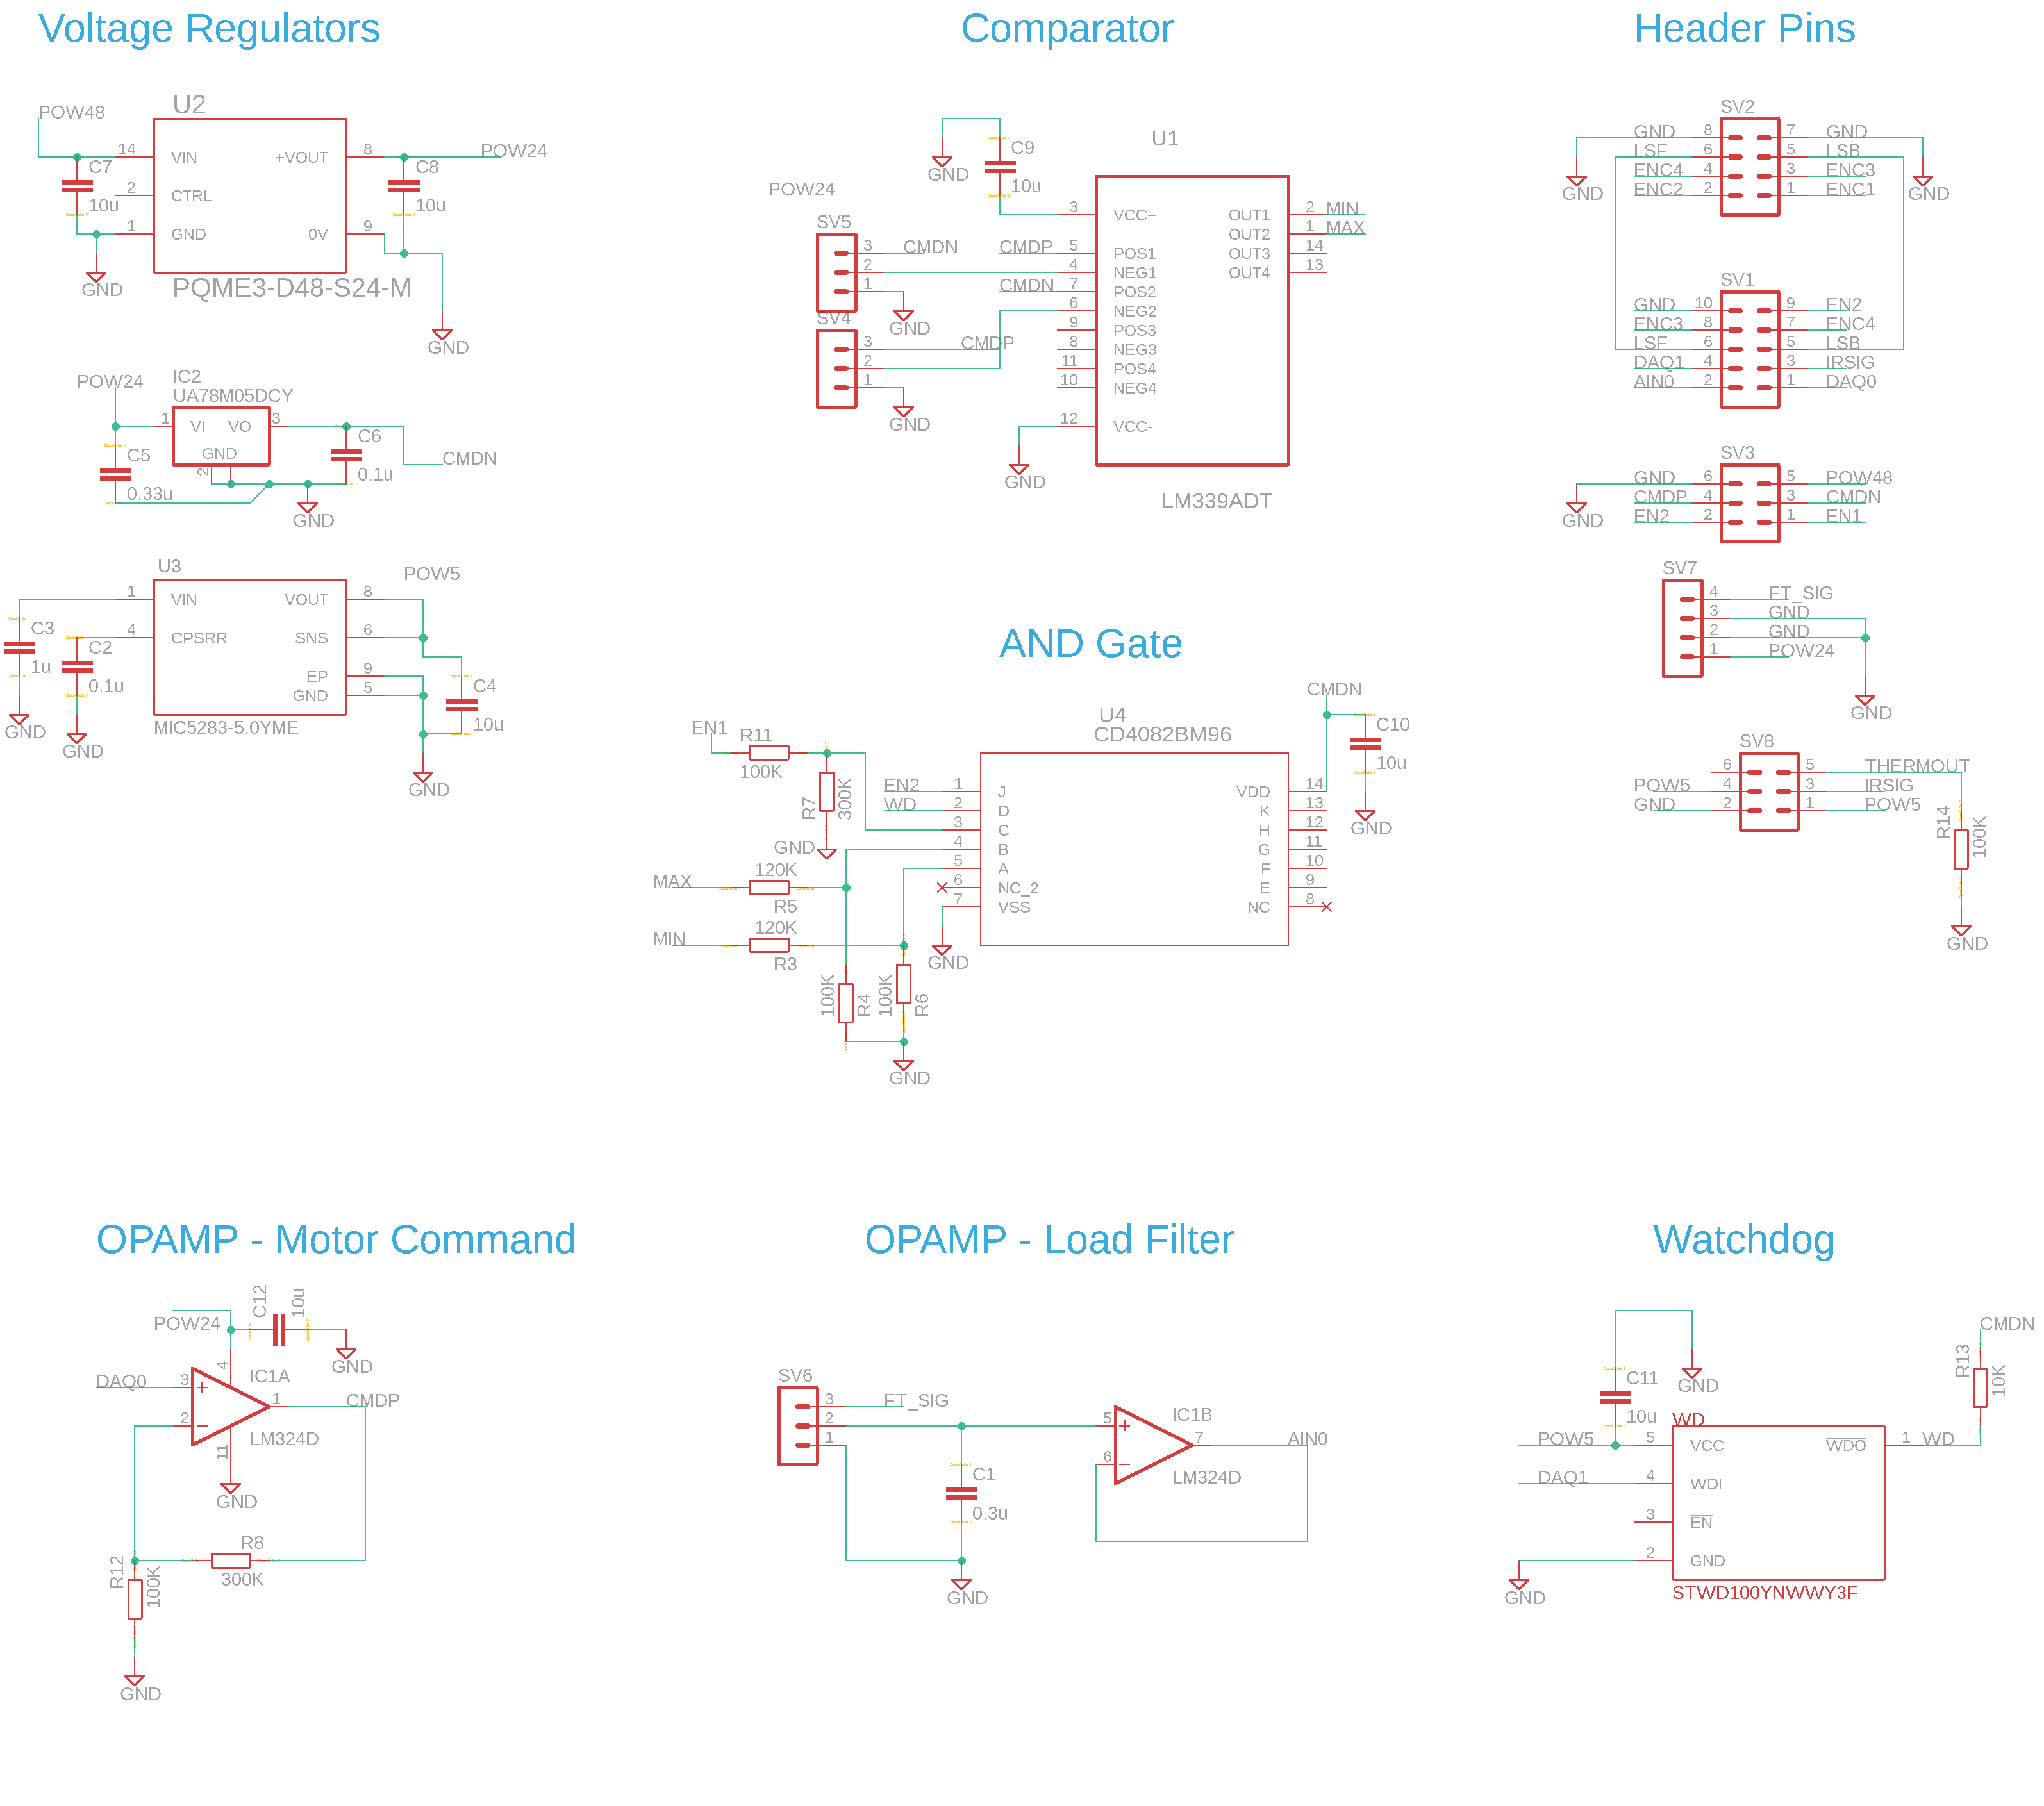 Voltage Regulators
Comparator
Header Pins
U2
POW48
14
VIN
+VOUT
8
POW24
C7
10u
2
CTRL
C8
10u
1
GND
0V
9
GND
PQME3-D48-S24-M
GND
POW24
IC2
UA78M05DCY
1
VI
VO
3
GND
2
C5
0.33u
C6
0.1u
CMDN
GND
U3
POW5
1
VIN
VOUT
8
4
CPSRR
SNS
6
EP
9
GND
5
C3
1u
C2
0.1u
C4
10u
MIC5283-5.0YME
GND
GND
GND
U1
C9
10u
GND
POW24
SV5
3
CMDN
2
1
GND
SV4
3
CMDP
2
1
GND
3
VCC+
CMDP
5
POS1
4
NEG1
CMDN
7
POS2
6
NEG2
9
POS3
8
NEG3
11
POS4
10
NEG4
12
VCC-
GND
OUT1
2
MIN
OUT2
1
MAX
OUT3
14
OUT4
13
LM339ADT
SV2
GND
8
7
GND
LSF
6
5
LSB
ENC4
4
3
ENC3
ENC2
2
1
ENC1
GND
GND
SV1
GND
10
9
EN2
ENC3
8
7
ENC4
LSF
6
5
LSB
DAQ1
4
3
IRSIG
AIN0
2
1
DAQ0
SV3
GND
6
5
POW48
CMDP
4
3
CMDN
EN2
2
1
EN1
GND
SV7
4
FT_SIG
3
GND
2
GND
1
POW24
GND
SV8
6
5
THERMOUT
POW5
4
3
IRSIG
GND
2
1
POW5
R14
100K
GND
AND Gate
CMDN
C10
10u
GND
U4
CD4082BM96
EN1
R11
100K
R7
300K
GND
EN2
1
J
WD
2
D
3
C
4
B
5
A
6
NC_2
7
VSS
GND
VDD
14
K
13
H
12
G
11
F
10
E
9
NC
8
MAX
120K
R5
MIN
120K
R3
100K
R4
100K
R6
GND
OPAMP - Motor Command
OPAMP - Load Filter
Watchdog
C12
10u
POW24
GND
4
IC1A
DAQ0
3
1
CMDP
2
11
LM324D
GND
R8
300K
R12
100K
GND
SV6
3
FT_SIG
2
1
C1
0.3u
GND
5
IC1B
7
AIN0
6
LM324D
CMDN
R13
10K
C11
10u
GND
WD
POW5
5
VCC
WDO
1
WD
DAQ1
4
WDI
3
EN
2
GND
GND
STWD100YNWWY3F